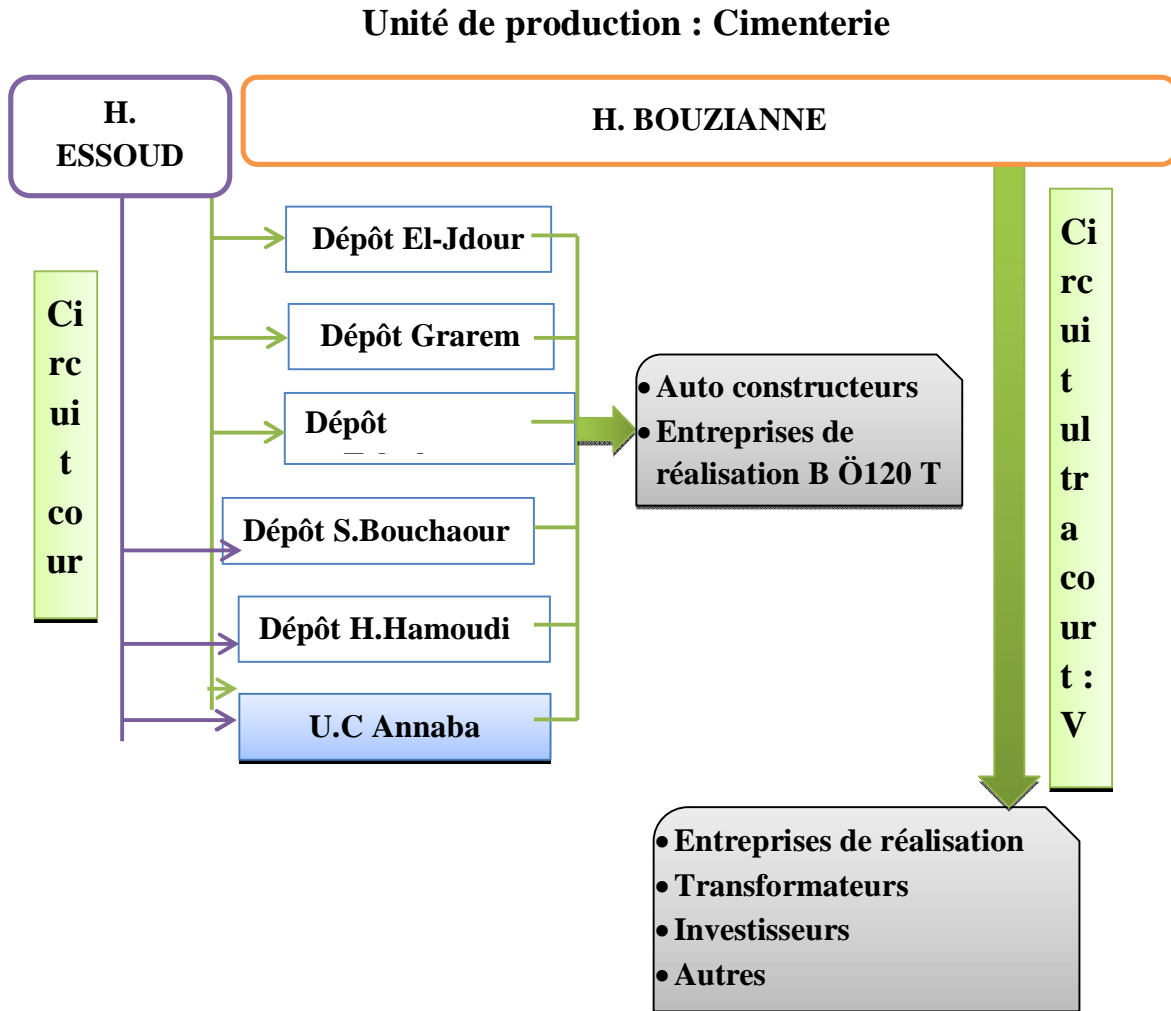 Unité de production : Cimenterie
H.
ESSOUD
H. BOUZIANNE
Ci
rc
ui
t
co
ur
Dépôt El-Jdour
Dépôt Grarem
Dépôt
Dépôt S.Bouchaour
Dépôt H.Hamoudi
U.C Annaba
• Auto constructeurs
• Entreprises de
réalisation B Ö120 T
Ci
rc
ui
t
ul
tr
a
co
ur
t :
V
• Entreprises de réalisation
• Transformateurs
• Investisseurs
• Autres